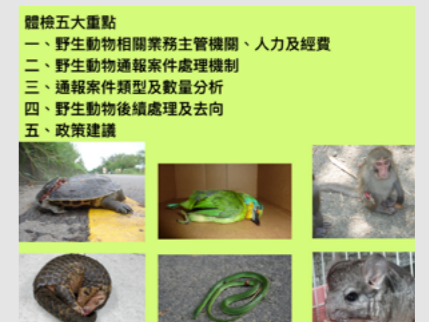 體檢五大重點
一、野生動物相關業務主管機關、人力及經費
二、野生動物通報案件處理機制
三、通報案件類型及數量分析
四、野生動物後續處理及去向
五、政策建議